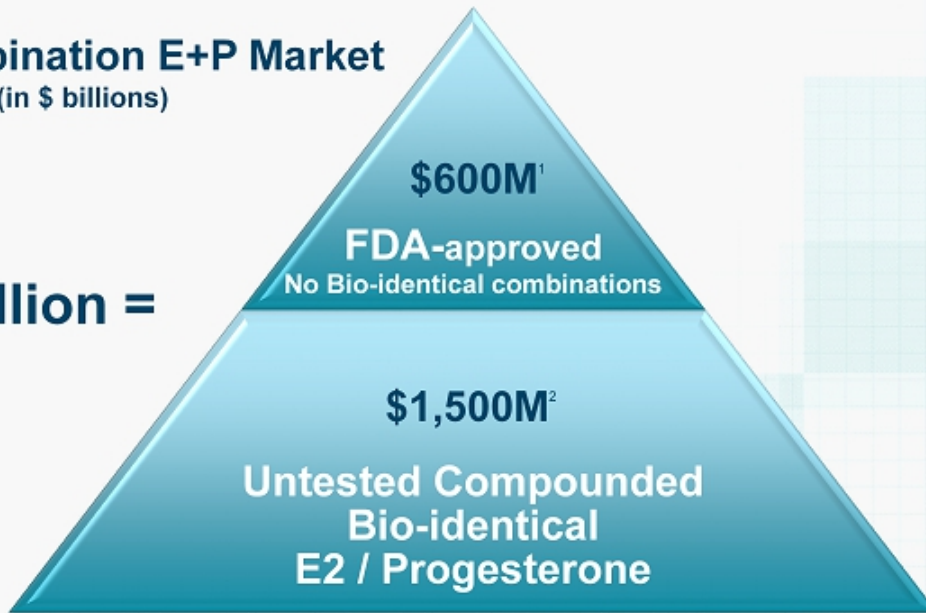 bination E+P Market
(in $ billions)
$600M¹
FDA-approved
No Bio-identical combinations
llion =
$1,500M²
Untested Compounded
Bio-identical
E2 / Progesterone